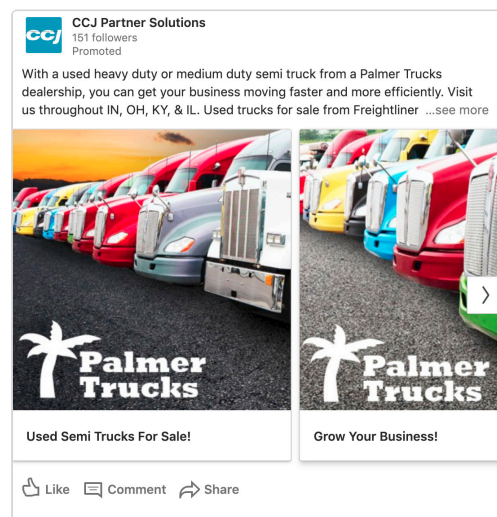 CCJ
CCJ Partner Solutions
151 followers
Promoted
With a used heavy duty or medium duty semi truck from a Palmer Trucks
dealership, you can get your business moving faster and more efficiently. Visit
us throughout IN, OH, KY, & IL. Used trucks for sale from Freightliner ...see more
Palmer
Trucks
Palmer
Trucks
Used Semi Trucks For Sale!
Grow Your Business!
Like Comment Share